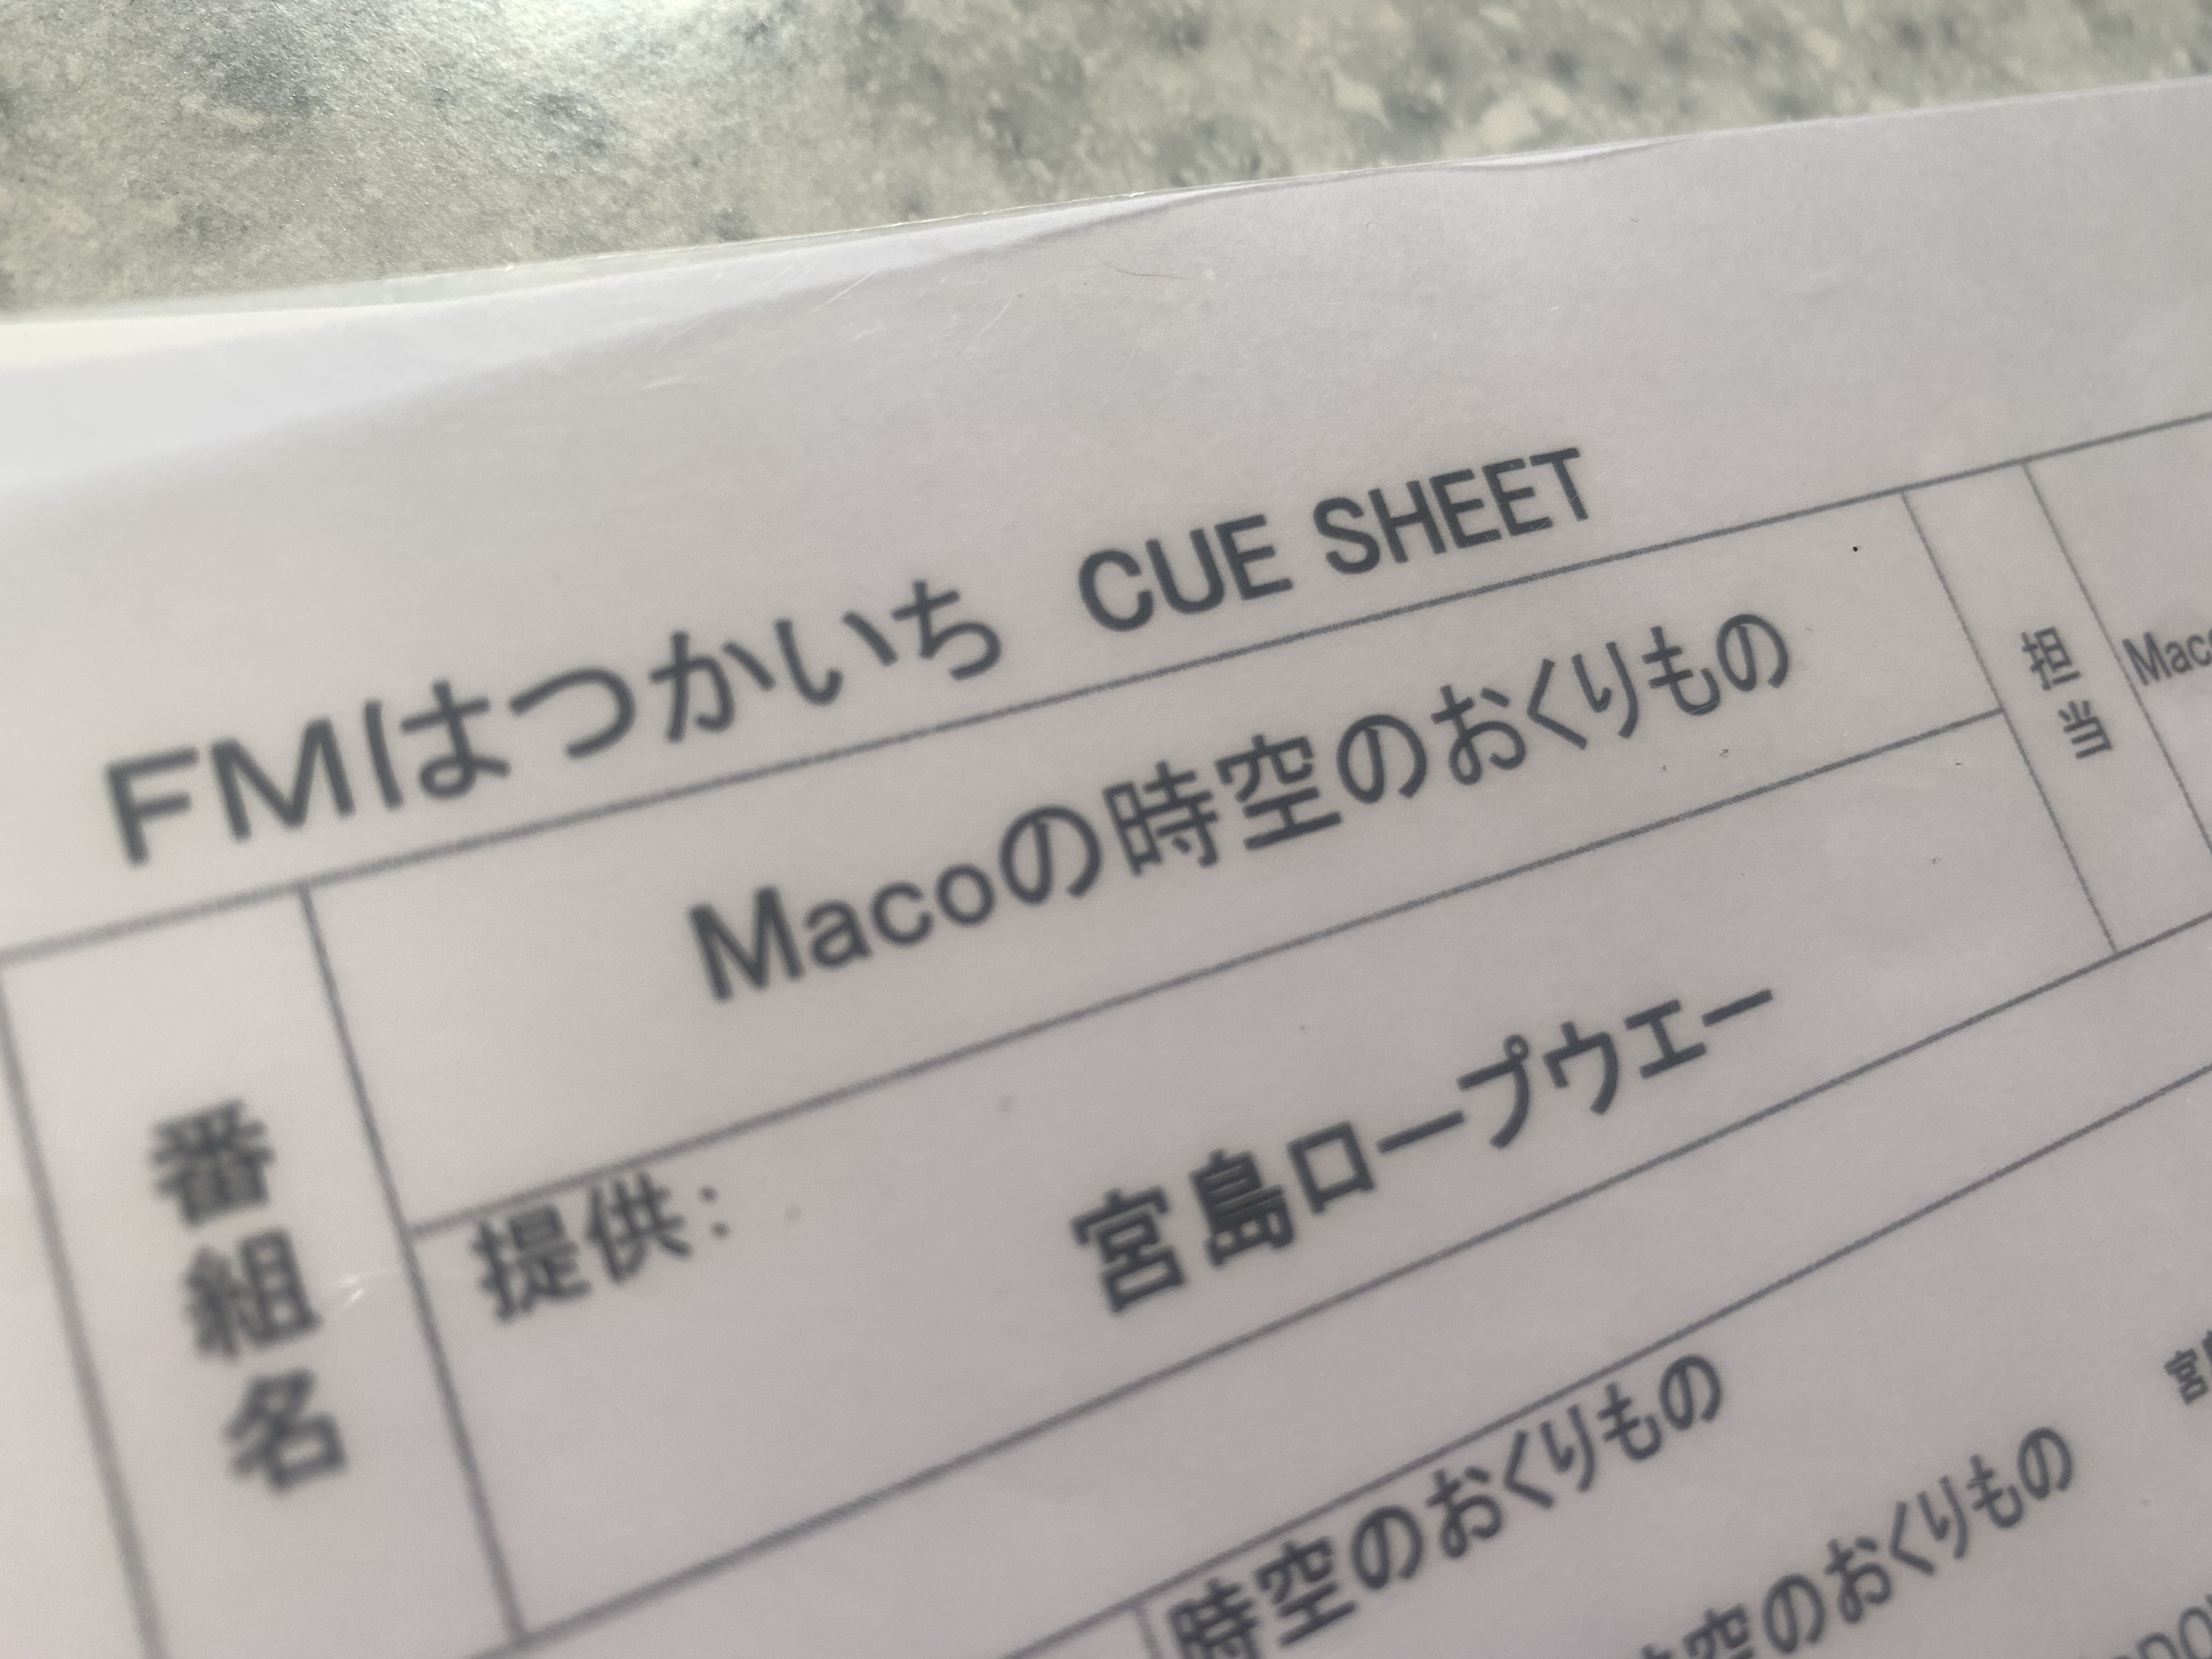 FMはつかいち CUE SHEET
番組名
Macoの時空のおくりもの
担当
提供:
宮島ロープウエー
時空のおくりもの
空のおくりもの